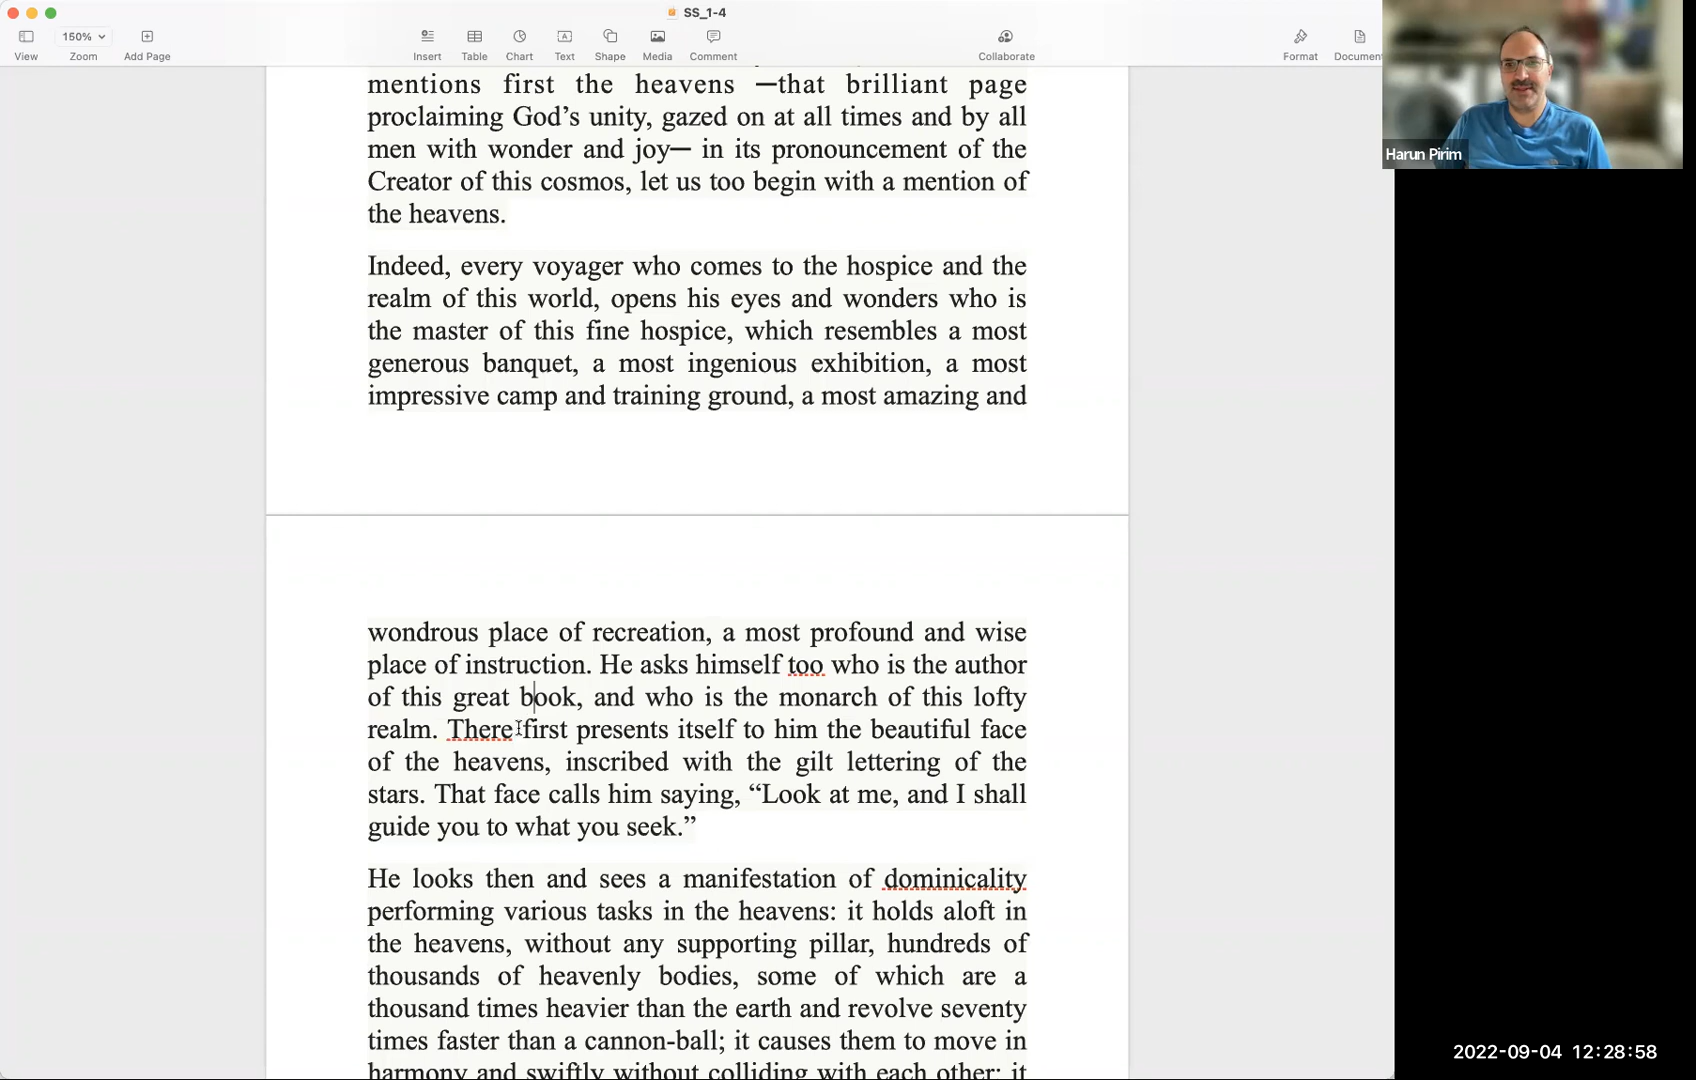 SS_1-4
150%
View
Zoom
Add Page
Insert
Table
Chart
Text
Shape
Media
Comment
Collaborate
Format
Document
Harun Pirim
mentions first the heavens —that brilliant page
proclaiming God’s unity, gazed on at all times and by all
men with wonder and joy— in its pronouncement of the
Creator of this cosmos, let us too begin with a mention of
the heavens.
Indeed, every voyager who comes to the hospice and the
realm of this world, opens his eyes and wonders who is
the master of this fine hospice, which resembles a most
generous banquet, a most ingenious exhibition, a most
impressive camp and training ground, a most amazing and
wondrous place of recreation, a most profound and wise
place of instruction. He asks himself too who is the author
of this great book, and who is the monarch of this lofty
realm. There first presents itself to him the beautiful face
of the heavens, inscribed with the gilt lettering of the
stars. That face calls him saying, “Look at me, and I shall
guide you to what you seek.”
He looks then and sees a manifestation of dominicality
performing various tasks in the heavens: it holds aloft in
the heavens, without any supporting pillar, hundreds of
thousands of heavenly bodies, some of which are a
thousand times heavier than the earth and revolve seventy
times faster than a cannon-ball; it causes them to move in
harmony and swiftly without colliding with each other; it
2022-09-04 12:28:58